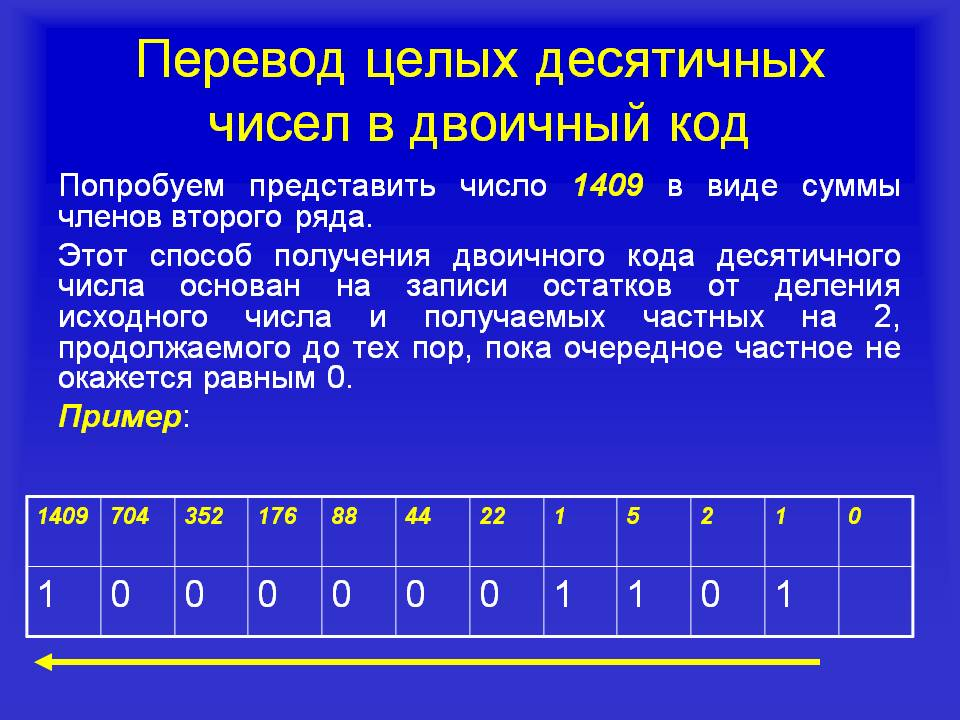 Перевод целых десятичных
чисел в двоичный код
Попробуем представить число 1409 в виде суммы
членов второго ряда.
Этот способ получения двоичного кода десятичного
числа основан на записи остатков от деления
исходного числа и получаемых частных на 2,
продолжаемого до тех пор, пока очередное частное не
окажется равным 0.
Пример:
1409 704 352 176 88 44 22 1 5 2 1 0
1 0 0 0 0 0 0 1 1 0 1